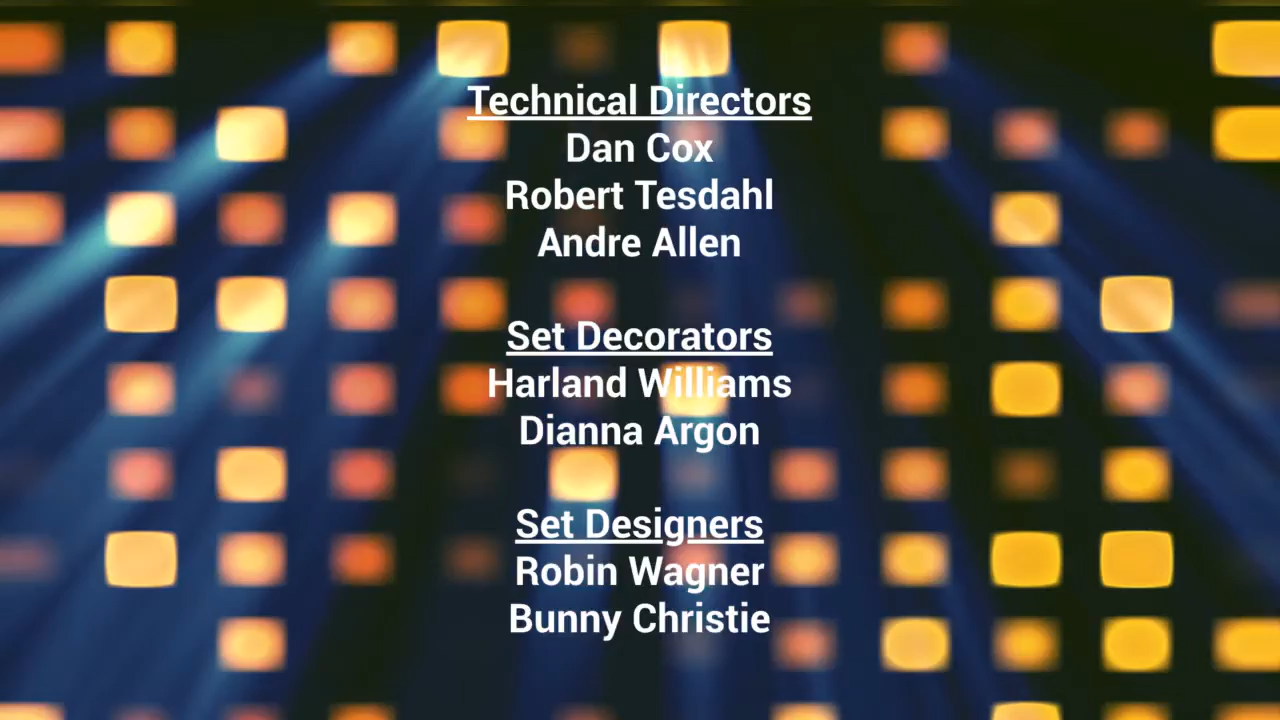 Technical Directors
Dan Cox
Robert Tesdahl
Andre Allen
Set Decorators
Harland Williams
Dianna Argon
Set Designers
Robin Wagner
Bunny Christie